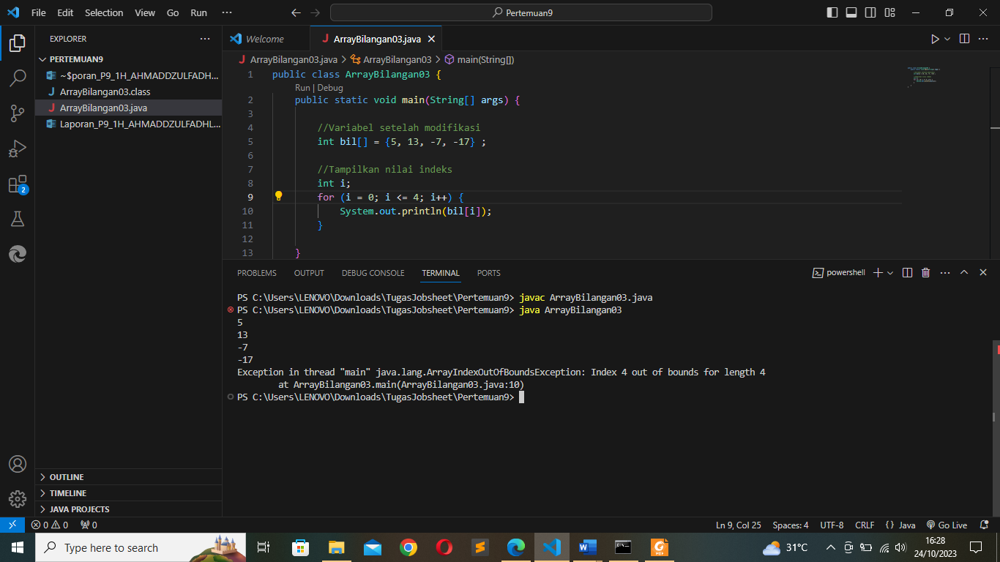 File Edit Selection View Go Run ··· Pertemuan9
EXPLORER ···
PERTEMUAN9
~$poran_P9_1H_AHMADDZULFADH...
ArrayBilangan03.class
ArrayBilangan03.java
Laporan_P9_1H_AHMADDZULFADHL...
Welcome ArrayBilangan03.java
ArrayBilangan03.java > ArrayBilangan03 > main(String[])
1 public class ArrayBilangan03 {
Run | Debug
2 public static void main(String[] args) {
3
4 //Variabel setelah modifikasi
5 int bil[] = {5, 13, -7, -17} ;
6
7 //Tampilkan nilai indeks
8 int i;
9 for (i = 0; i <= 4; i++) {
10 System.out.println(bil[i]);
11 }
12
13 }
PROBLEMS OUTPUT DEBUG CONSOLE TERMINAL PORTS powershell
PS C:\Users\LENOVO\Downloads\TugasJobsheet\Pertemuan9> javac ArrayBilangan03.java
PS C:\Users\LENOVO\Downloads\TugasJobsheet\Pertemuan9> java ArrayBilangan03
5
13
-7
-17
Exception in thread "main" java.lang.ArrayIndexOutOfBoundsException: Index 4 out of bounds for length 4
at ArrayBilangan03.main(ArrayBilangan03.java:10)
PS C:\Users\LENOVO\Downloads\TugasJobsheet\Pertemuan9>
2
OUTLINE
TIMELINE
JAVA PROJECTS
0 0 0 Ln 9, Col 25 Spaces: 4 UTF-8 CRLF {} Java Go Live
Type here to search 31°C 16:28
24/10/2023